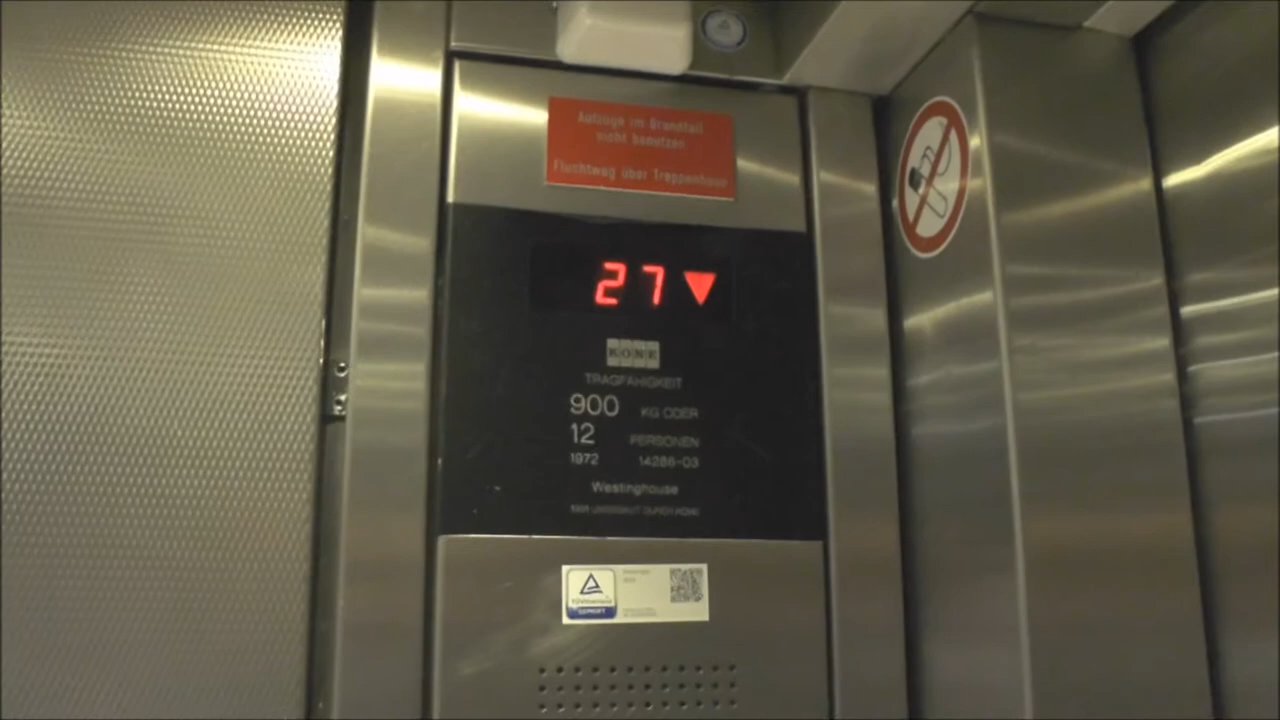 Aufzüge im Brandfall
nicht benutzen
Fluchtweg über Treppenhaus
27
KONE
TRAGFÄHIGKEIT
900 KG ODER
12 PERSONEN
1972 14286-03
Westinghouse
GEPRÜFT